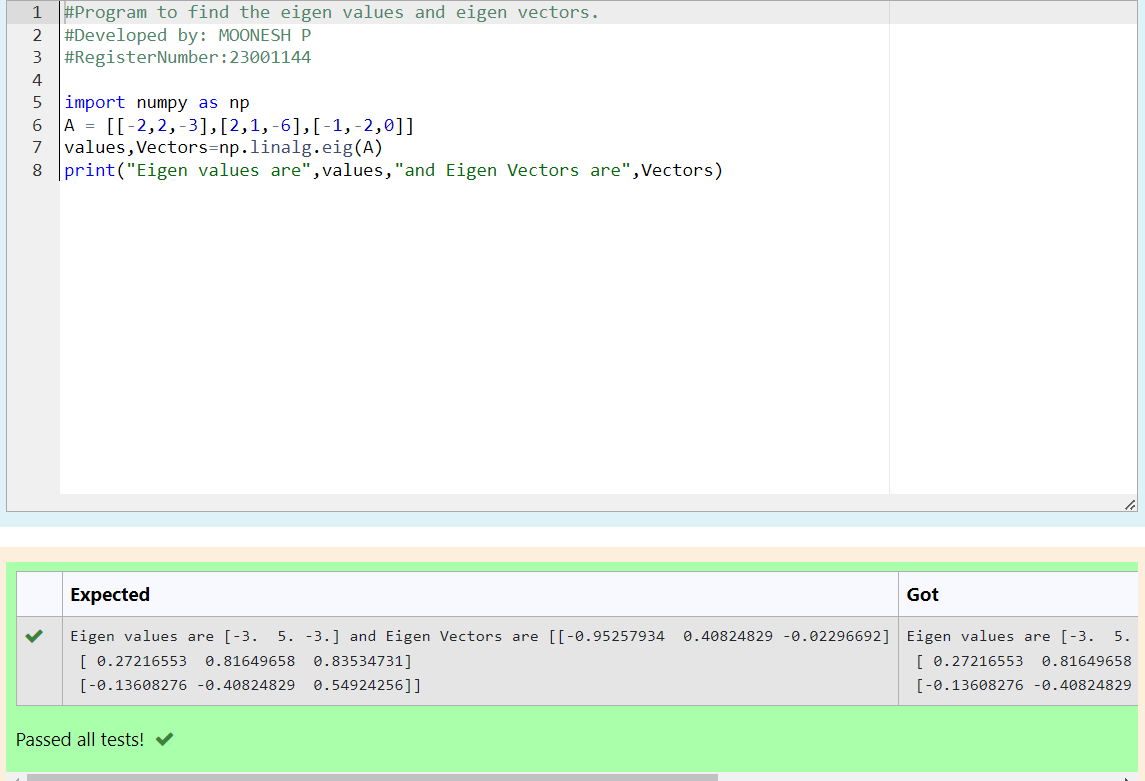 1 #Program to find the eigen values and eigen vectors.
2 #Developed by: MOONESH P
3 #RegisterNumber:23001144
4
5 import numpy as np
6 A = [[-2,2,-3],[2,1,-6],[-1,-2,0]]
7 values,Vectors=np.linalg.eig(A)
8 print("Eigen values are",values,"and Eigen Vectors are",Vectors)
Expected Got
Eigen values are [-3.  5. -3.] and Eigen Vectors are [[-0.95257934  0.40824829 -0.02296692] Eigen values are [-3.  5.
[ 0.27216553  0.81649658  0.83534731] [ 0.27216553  0.81649658
[-0.13608276 -0.40824829  0.54924256]] [-0.13608276 -0.40824829
Passed all tests!